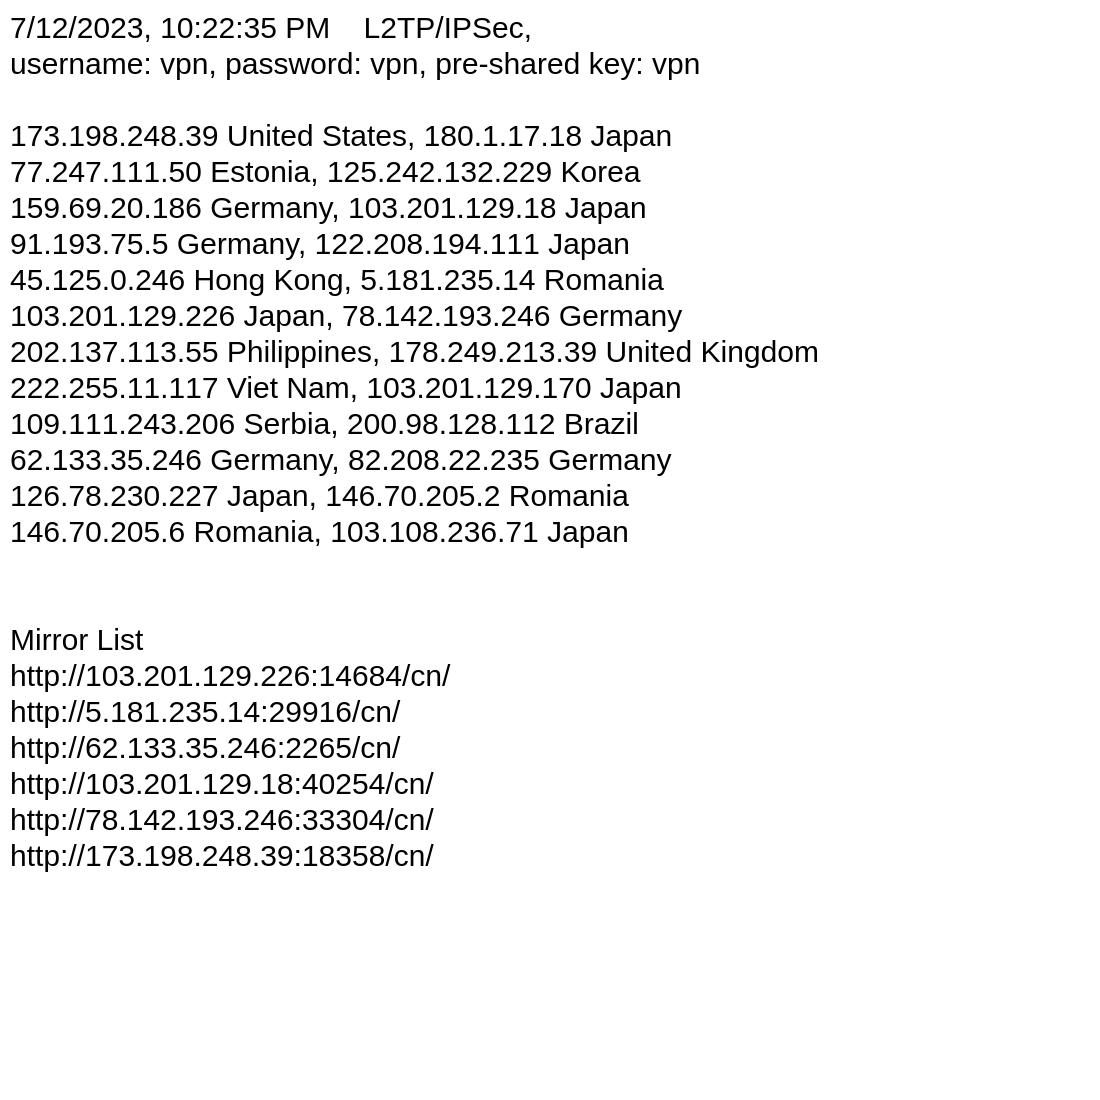 7/12/2023, 10:22:35 PM    L2TP/IPSec,
username: vpn, password: vpn, pre-shared key: vpn
173.198.248.39 United States, 180.1.17.18 Japan
77.247.111.50 Estonia, 125.242.132.229 Korea
159.69.20.186 Germany, 103.201.129.18 Japan
91.193.75.5 Germany, 122.208.194.111 Japan
45.125.0.246 Hong Kong, 5.181.235.14 Romania
103.201.129.226 Japan, 78.142.193.246 Germany
202.137.113.55 Philippines, 178.249.213.39 United Kingdom
222.255.11.117 Viet Nam, 103.201.129.170 Japan
109.111.243.206 Serbia, 200.98.128.112 Brazil
62.133.35.246 Germany, 82.208.22.235 Germany
126.78.230.227 Japan, 146.70.205.2 Romania
146.70.205.6 Romania, 103.108.236.71 Japan
Mirror List
http://103.201.129.226:14684/cn/
http://5.181.235.14:29916/cn/
http://62.133.35.246:2265/cn/
http://103.201.129.18:40254/cn/
http://78.142.193.246:33304/cn/
http://173.198.248.39:18358/cn/